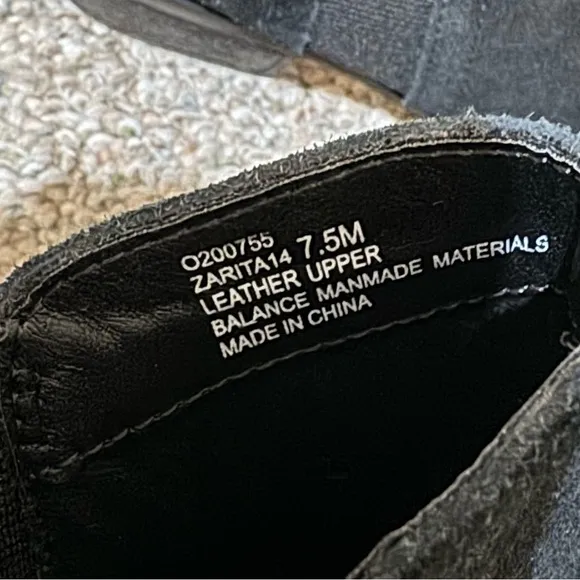 O200755
ZARITA14 7.5M
LEATHER UPPER
BALANCE MANMADE MATERIALS
MADE IN CHINA